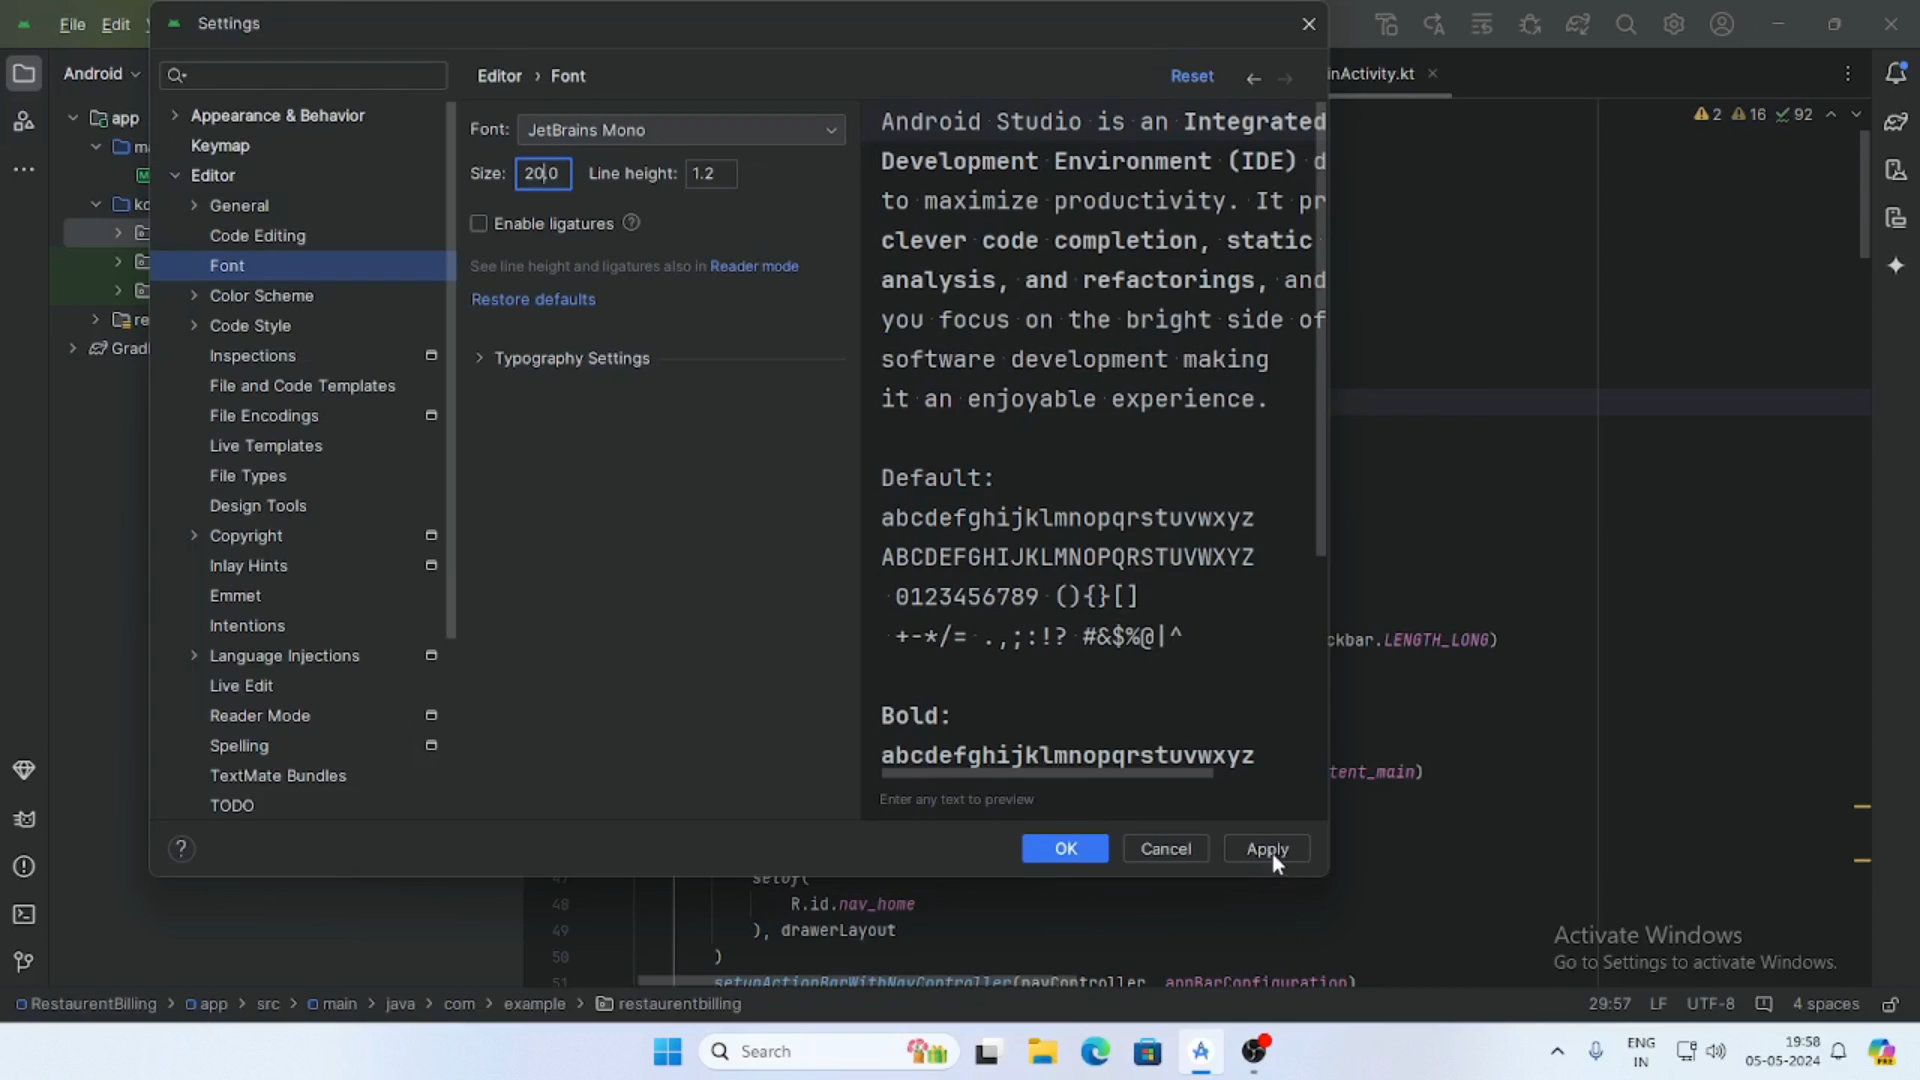 File Edit
Settings
Android
inActivity.kt
Editor › Font
Reset
Appearance & Behavior
Keymap
Editor
General
Code Editing
Font
Color Scheme
Code Style
Inspections
File and Code Templates
File Encodings
Live Templates
File Types
Design Tools
Copyright
Inlay Hints
Emmet
Intentions
Language Injections
Live Edit
Reader Mode
Spelling
TextMate Bundles
TODO
app
Font: JetBrains Mono
Size: 20.0 Line height: 1.2
Enable ligatures
See line height and ligatures also in Reader mode
Restore defaults
Typography Settings
Android Studio is an Integrated
Development Environment (IDE) d
to maximize productivity. It pr
clever code completion, static
analysis, and refactorings, and
you focus on the bright side of
software development making
it an enjoyable experience.
Default:
abcdefghijklmnopqrstuvwxyz
ABCDEFGHIJKLMNOPQRSTUVWXYZ
0123456789 (){}[]
+-*/= .,;:!? #&$%@|^
Bold:
abcdefghijklmnopqrstuvwxyz
Enter any text to preview
OK Cancel Apply
2 16 92
ckbar.LENGTH_LONG)
tent_main)
setOf(
48 R.id.nav_home
49 ), drawerLayout
50 )
51 setupActionBarWithNavController(navController, appBarConfiguration)
Activate Windows
Go to Settings to activate Windows.
RestaurentBilling > app > src > main > java > com > example > restaurentbilling
29:57 LF UTF-8 4 spaces
Search
ENG
IN
19:58
05-05-2024